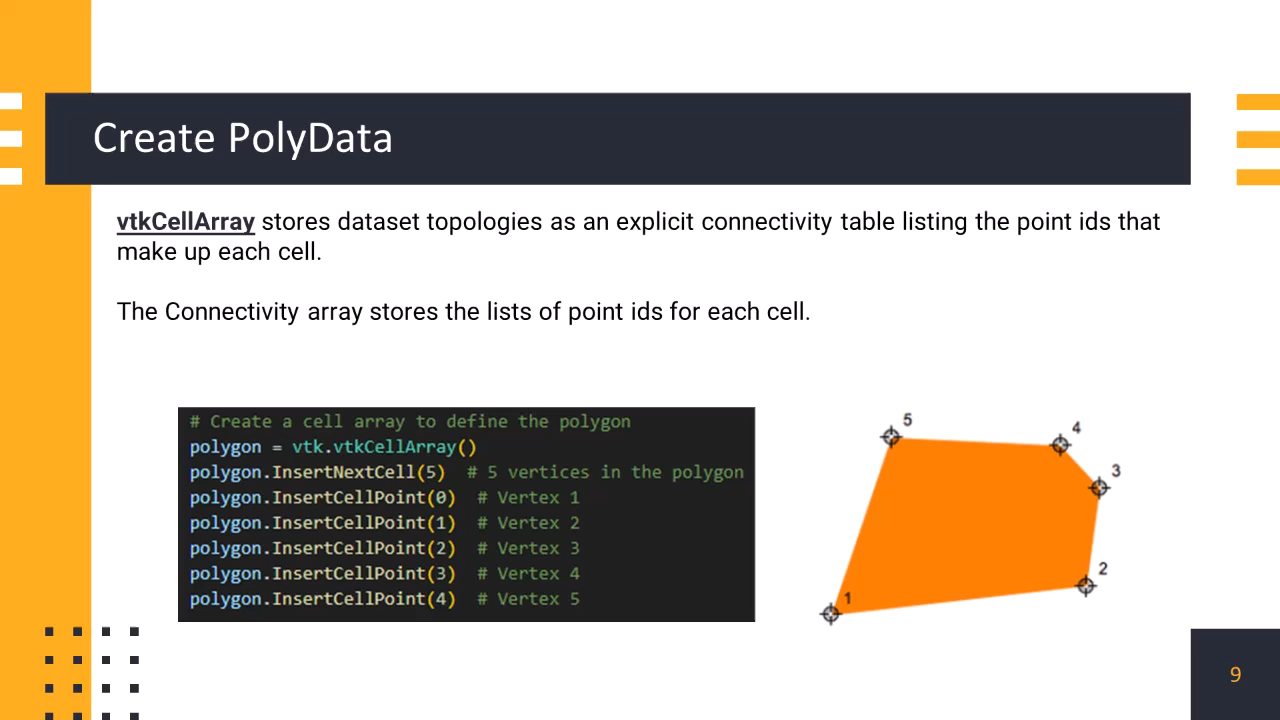 Create PolyData
vtkCellArray stores dataset topologies as an explicit connectivity table listing the point ids that
make up each cell.
The Connectivity array stores the lists of point ids for each cell.
# Create a cell array to define the polygon
polygon = vtk.vtkCellArray()
polygon.InsertNextCell(5)  # 5 vertices in the polygon
polygon.InsertCellPoint(0)  # Vertex 1
polygon.InsertCellPoint(1)  # Vertex 2
polygon.InsertCellPoint(2)  # Vertex 3
polygon.InsertCellPoint(3)  # Vertex 4
polygon.InsertCellPoint(4)  # Vertex 5
5
4
3
2
1
9